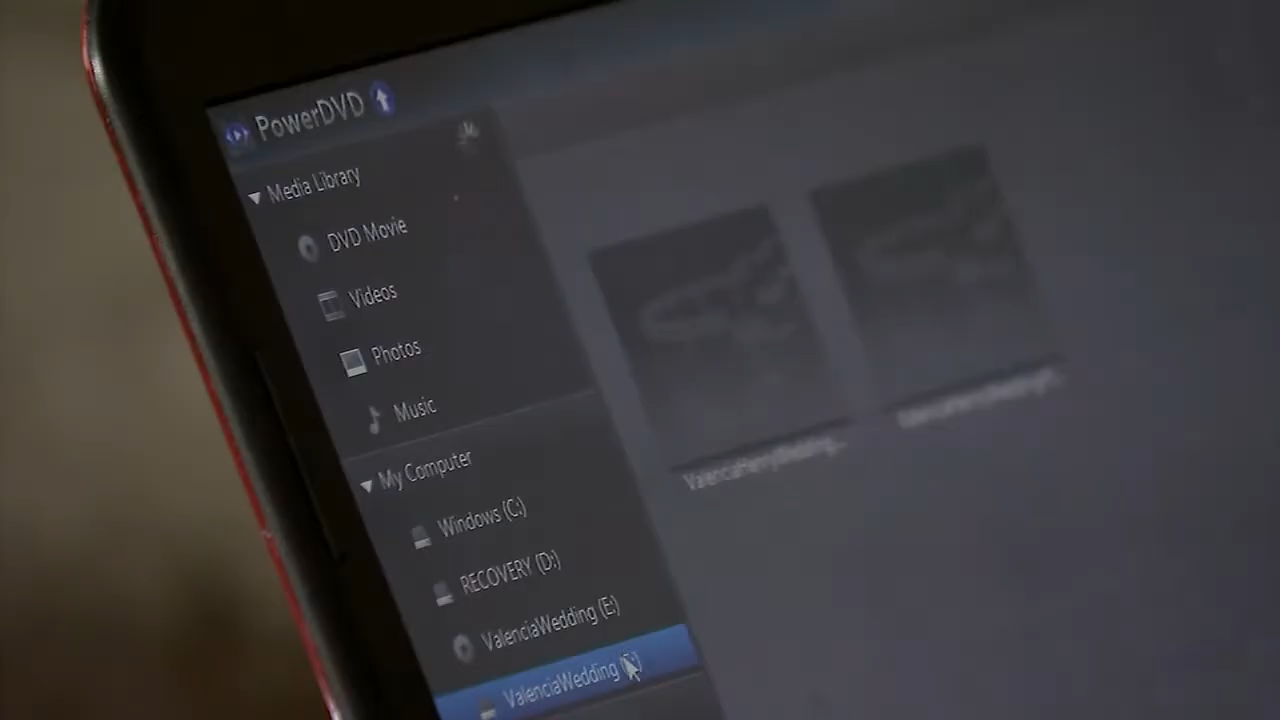 PowerDVD
Media Library
DVD Movie
Videos
Photos
Music
My Computer
Windows (C:)
RECOVERY (D:)
ValenciaWedding (E:)
ValenciaWedding